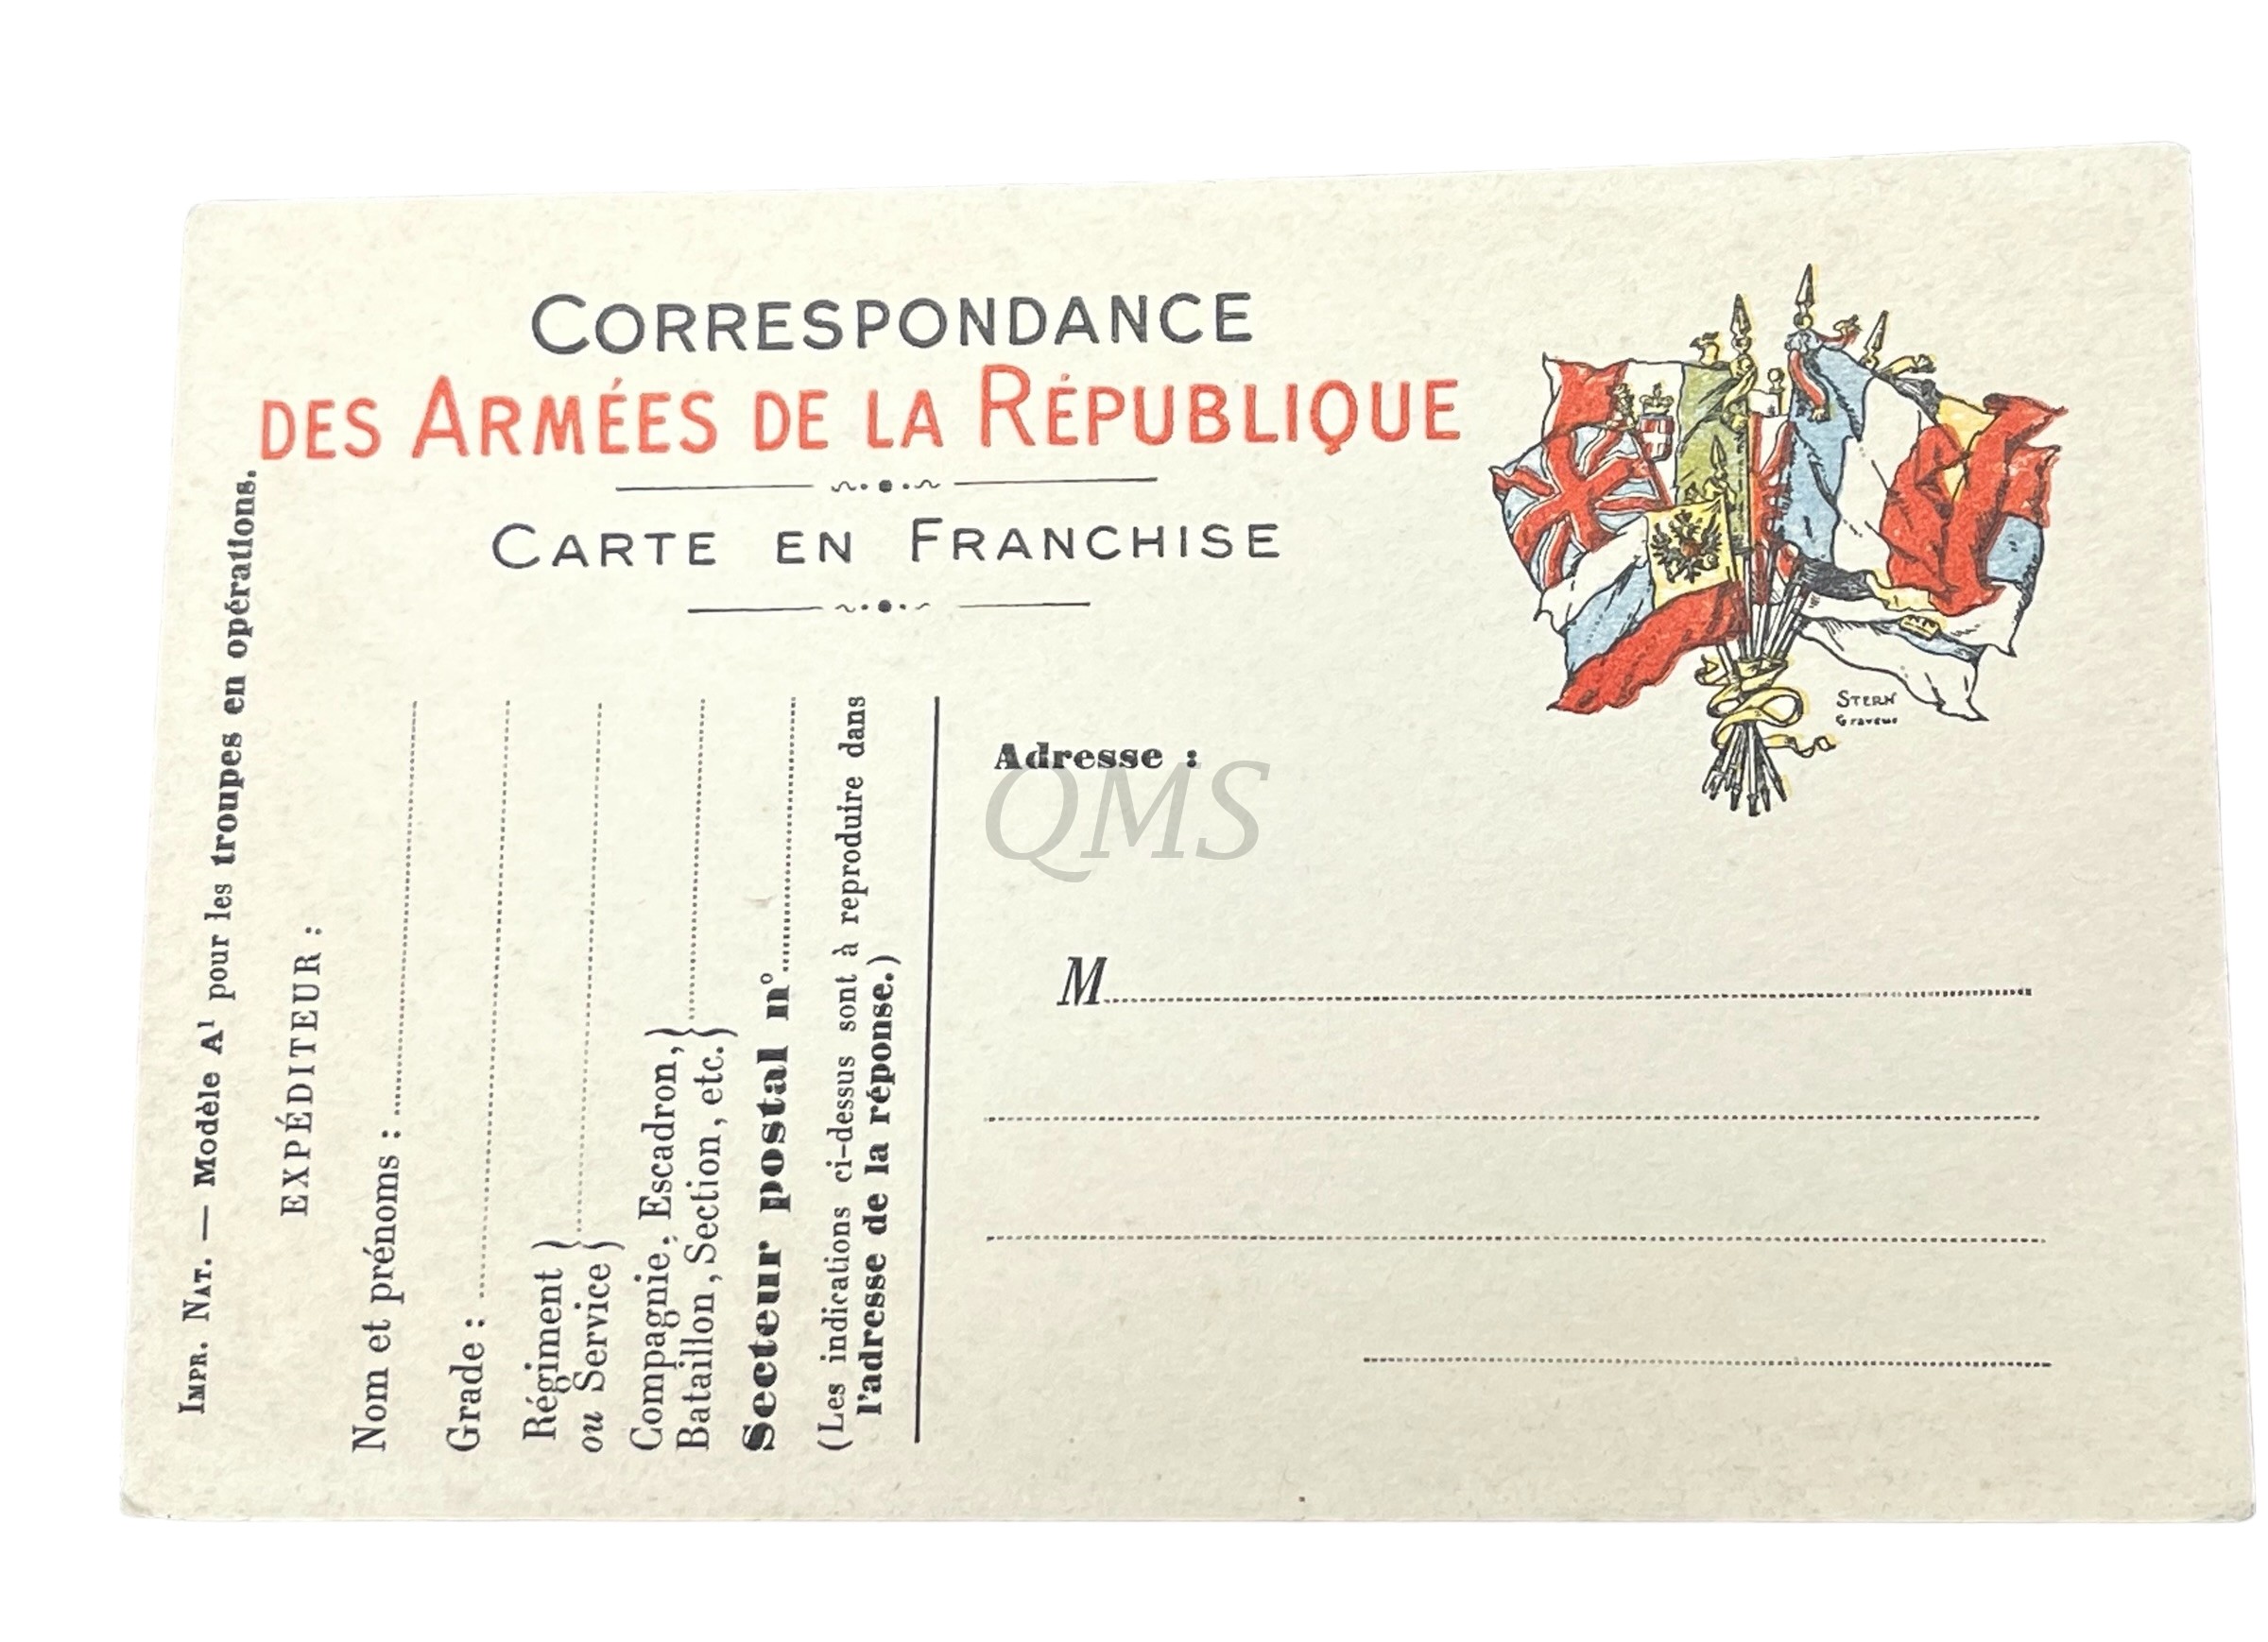 CORRESPONDANCE
DES ARMÉES DE LA RÉPUBLIQUE
CARTE EN FRANCHISE
IMPR. NAT. — Modèle A¹ pour les troupes en opérations.
EXPÉDITEUR :
Nom et prénoms :
Grade :
Régiment }
ou Service }
Compagnie, Escadron, }
Bataillon, Section, etc. }
Secteur postal n°
(Les indications ci-dessus sont à reproduire dans
l'adresse de la réponse.)
STERN
Graveur
Adresse :
QMS
M